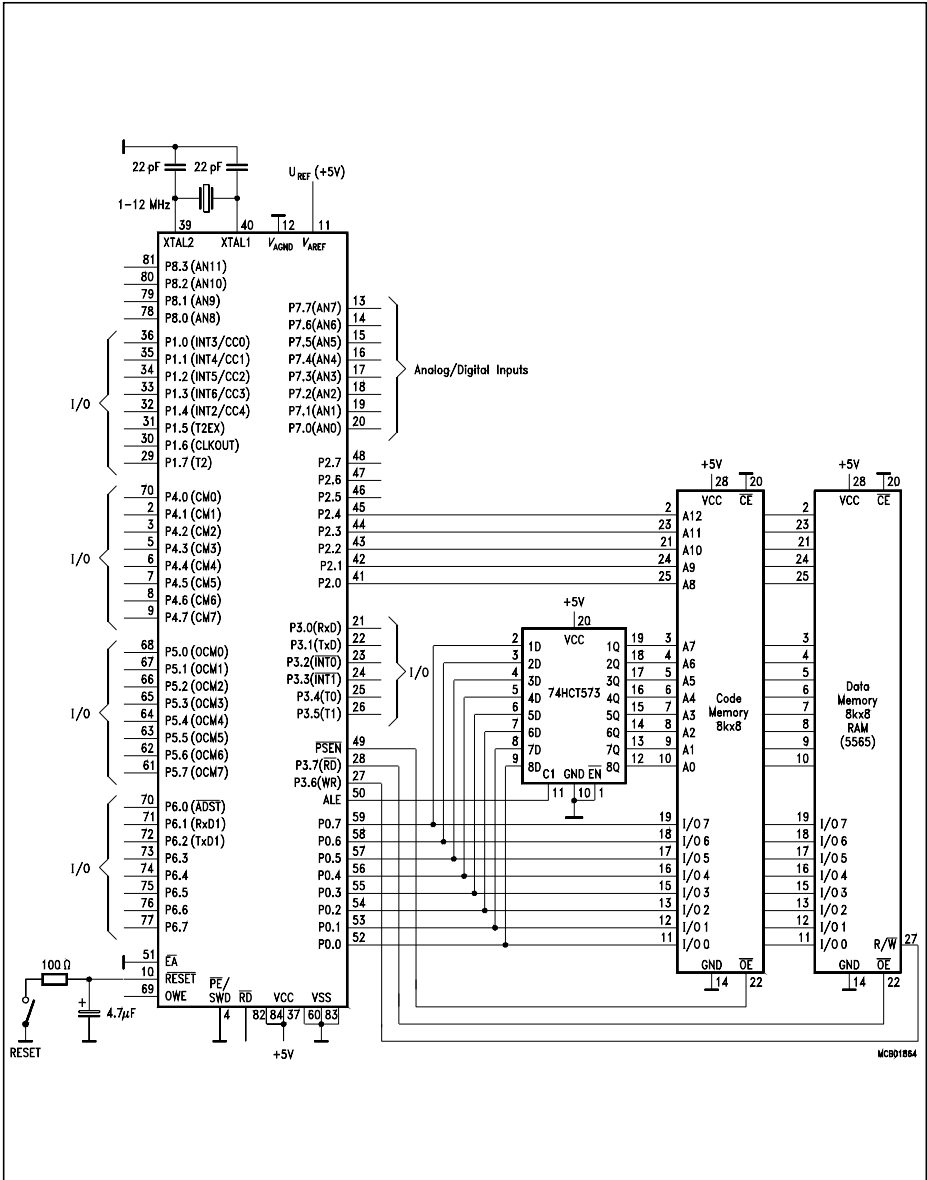 22 pF
22 pF
U_REF (+5V)
1-12 MHz
39
40
12
11
XTAL2
XTAL1
V_AGND
V_AREF
81 P8.3 (AN11)
80 P8.2 (AN10)
79 P8.1 (AN9)
78 P8.0 (AN8)
I/O
36 P1.0 (INT3/CC0)
35 P1.1 (INT4/CC1)
34 P1.2 (INT5/CC2)
33 P1.3 (INT6/CC3)
32 P1.4 (INT2/CC4)
31 P1.5 (T2EX)
30 P1.6 (CLKOUT)
29 P1.7 (T2)
I/O
70 P4.0 (CM0)
2 P4.1 (CM1)
3 P4.2 (CM2)
5 P4.3 (CM3)
6 P4.4 (CM4)
7 P4.5 (CM5)
8 P4.6 (CM6)
9 P4.7 (CM7)
I/O
68 P5.0 (OCM0)
67 P5.1 (OCM1)
66 P5.2 (OCM2)
65 P5.3 (OCM3)
64 P5.4 (OCM4)
63 P5.5 (OCM5)
62 P5.6 (OCM6)
61 P5.7 (OCM7)
I/O
70 P6.0 (ADST)
71 P6.1 (RxD1)
72 P6.2 (TxD1)
73 P6.3
74 P6.4
75 P6.5
76 P6.6
77 P6.7
51 EA
10 RESET
69 OWE
100 Ω
+
4.7µF
RESET
PE/
SWD
RD
VCC
VSS
4
82
84
37
60
83
+5V
P7.7(AN7) 13
P7.6(AN6) 14
P7.5(AN5) 15
P7.4(AN4) 16
P7.3(AN3) 17
P7.2(AN2) 18
P7.1(AN1) 19
P7.0(AN0) 20
Analog/Digital Inputs
P2.7 48
P2.6 47
P2.5 46
P2.4 45
P2.3 44
P2.2 43
P2.1 42
P2.0 41
P3.0(RxD) 21
P3.1(TxD) 22
P3.2(INT0) 23
P3.3(INT1) 24
P3.4(T0) 25
P3.5(T1) 26
I/O
PSEN 49
P3.7(RD) 28
P3.6(WR) 27
ALE 50
P0.7 59
P0.6 58
P0.5 57
P0.4 56
P0.3 55
P0.2 54
P0.1 53
P0.0 52
+5V
20
VCC
2 1D 1Q 19
3 2D 2Q 18
4 3D 3Q 17
5 4D 4Q 16
6 5D 5Q 15
7 6D 6Q 14
8 7D 7Q 13
9 8D 8Q 12
74HCT573
C1 GND EN
11 10 1
+5V
28
20
VCC
CE
2 A12
23 A11
21 A10
24 A9
25 A8
3 A7
4 A6
5 A5
6 A4
7 A3
8 A2
9 A1
10 A0
Code
Memory
8kx8
19 I/O 7
18 I/O 6
17 I/O 5
16 I/O 4
15 I/O 3
13 I/O 2
12 I/O 1
11 I/O 0
GND
OE
14
22
+5V
28
20
VCC
CE
2
23
21
24
25
3
4
5
6
7
8
9
10
Data
Memory
8kx8
RAM
(5565)
19 I/O 7
18 I/O 6
17 I/O 5
16 I/O 4
15 I/O 3
13 I/O 2
12 I/O 1
11 I/O 0
R/W 27
GND
OE
14
22
MCB01864